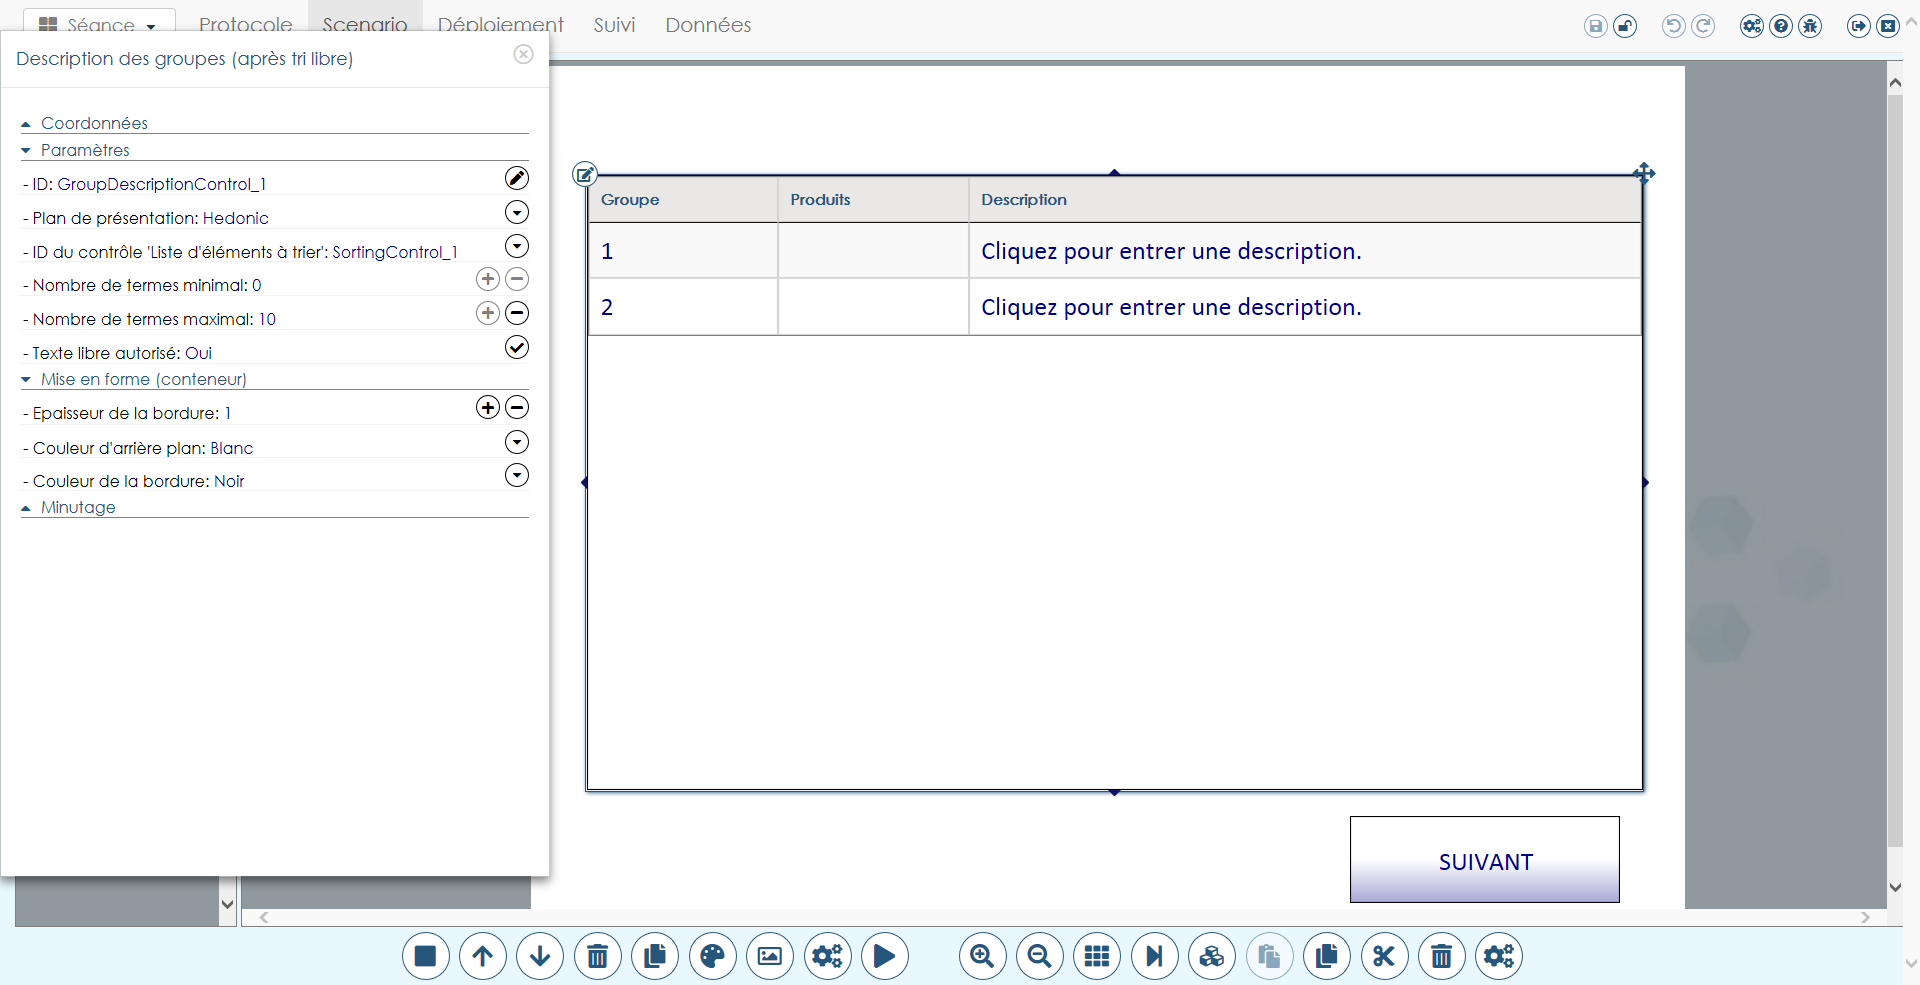 Séance Protocole Scenario Déploiement Suivi Données
Description des groupes (après tri libre)
Coordonnées
Paramètres
- ID: GroupDescriptionControl_1
- Plan de présentation: Hedonic
- ID du contrôle 'Liste d'éléments à trier': SortingControl_1
- Nombre de termes minimal: 0
- Nombre de termes maximal: 10
- Texte libre autorisé: Oui
Mise en forme (conteneur)
- Epaisseur de la bordure: 1
- Couleur d'arrière plan: Blanc
- Couleur de la bordure: Noir
Minutage
Groupe Produits Description
1 Cliquez pour entrer une description.
2 Cliquez pour entrer une description.
SUIVANT